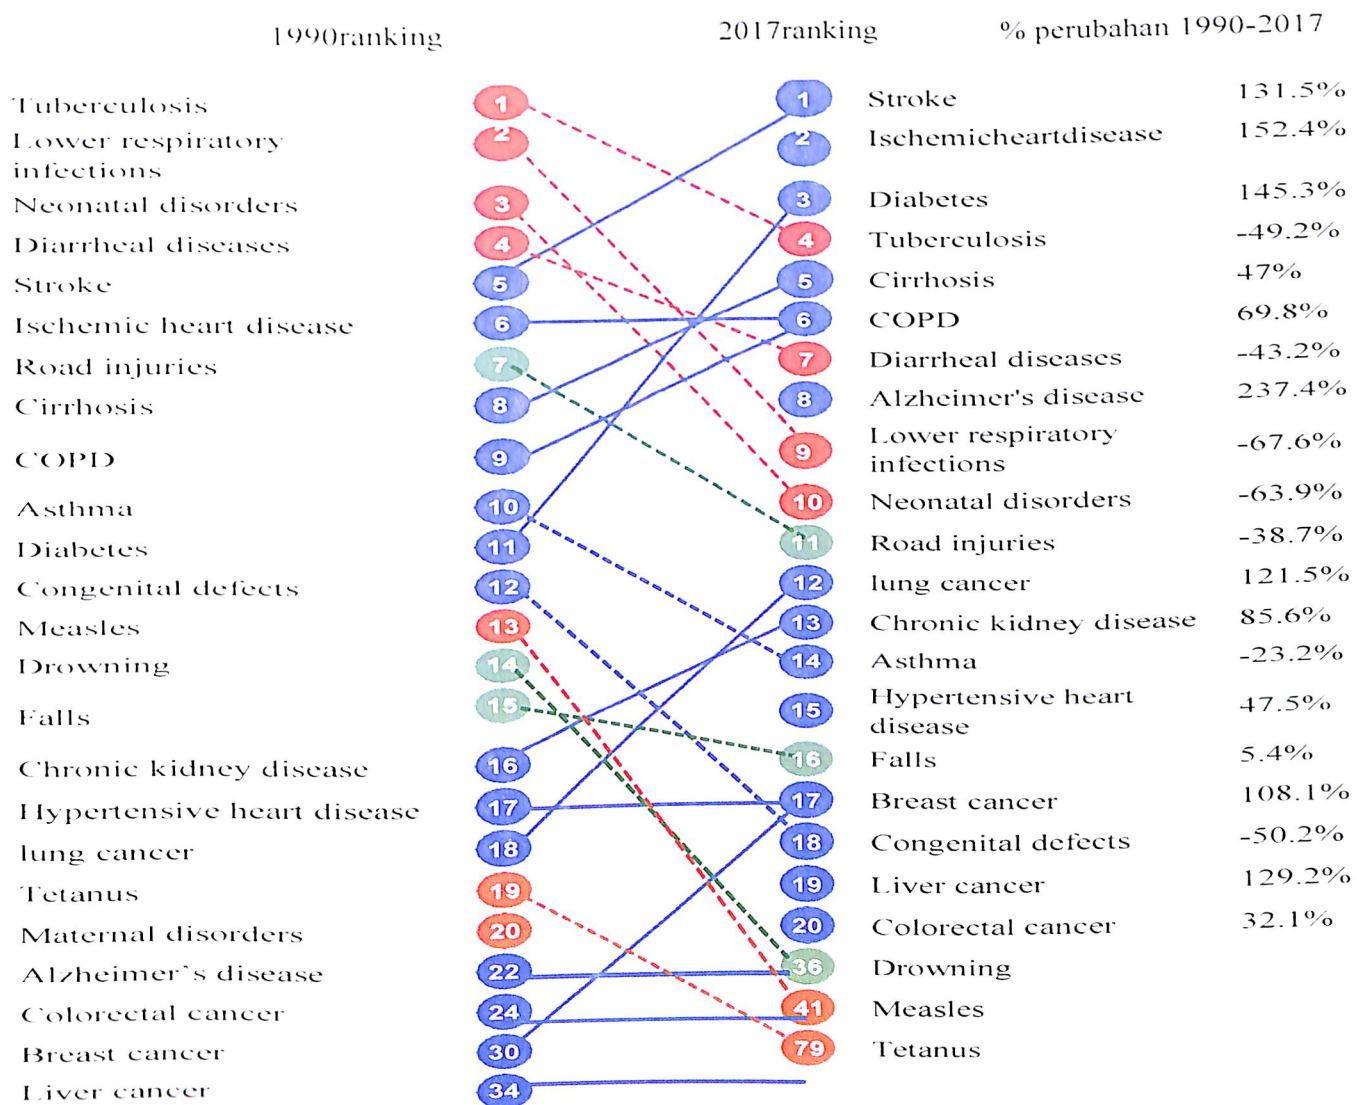 1990ranking 2017ranking % perubahan 1990-2017
Tuberculosis 1 1 Stroke 131.5%
Lower respiratory
infections 2 2 Ischemicheartdisease 152.4%
Neonatal disorders 3 3 Diabetes 145.3%
Diarrheal diseases 4 4 Tuberculosis -49.2%
Stroke 5 5 Cirrhosis 47%
Ischemic heart disease 6 6 COPD 69.8%
Road injuries 7 7 Diarrheal diseases -43.2%
Cirrhosis 8 8 Alzheimer's disease 237.4%
COPD 9 9 Lower respiratory
infections -67.6%
Asthma 10 10 Neonatal disorders -63.9%
Diabetes 11 11 Road injuries -38.7%
Congenital defects 12 12 lung cancer 121.5%
Measles 13 13 Chronic kidney disease 85.6%
Drowning 14 14 Asthma -23.2%
Falls 15 15 Hypertensive heart
disease 47.5%
Chronic kidney disease 16 16 Falls 5.4%
Hypertensive heart disease 17 17 Breast cancer 108.1%
lung cancer 18 18 Congenital defects -50.2%
Tetanus 19 19 Liver cancer 129.2%
Maternal disorders 20 20 Colorectal cancer 32.1%
Alzheimer`s disease 22 36 Drowning
Colorectal cancer 24 41 Measles
Breast cancer 30 79 Tetanus
Liver cancer 34